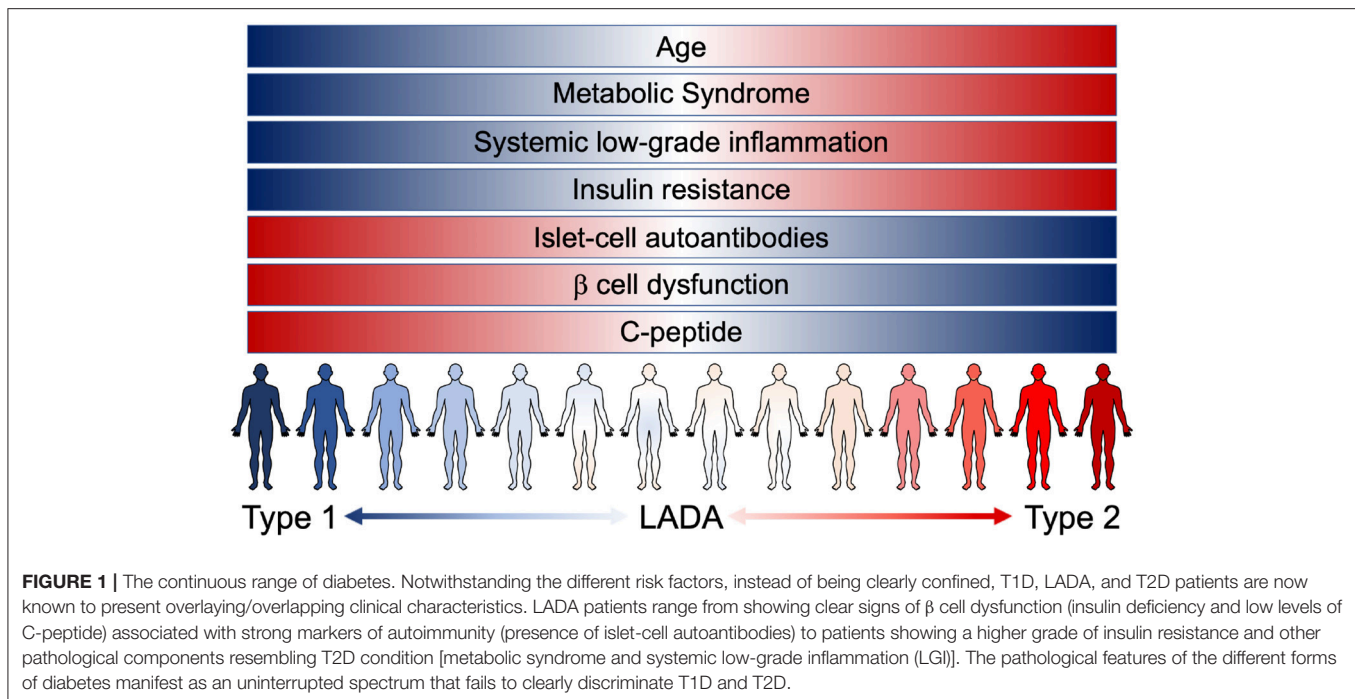 Age
Metabolic Syndrome
Systemic low-grade inflammation
Insulin resistance
Islet-cell autoantibodies
β cell dysfunction
C-peptide
Type 1 LADA Type 2
FIGURE 1 | The continuous range of diabetes. Notwithstanding the different risk factors, instead of being clearly confined, T1D, LADA, and T2D patients are now
known to present overlaying/overlapping clinical characteristics. LADA patients range from showing clear signs of β cell dysfunction (insulin deficiency and low levels of
C-peptide) associated with strong markers of autoimmunity (presence of islet-cell autoantibodies) to patients showing a higher grade of insulin resistance and other
pathological components resembling T2D condition [metabolic syndrome and systemic low-grade inflammation (LGI)]. The pathological features of the different forms
of diabetes manifest as an uninterrupted spectrum that fails to clearly discriminate T1D and T2D.